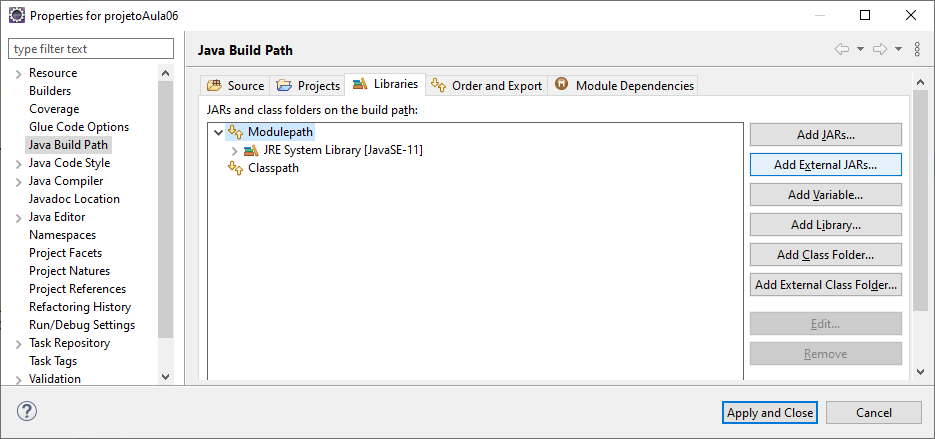 Properties for projetoAula06
type filter text
Resource
Builders
Coverage
Glue Code Options
Java Build Path
Java Code Style
Java Compiler
Javadoc Location
Java Editor
Namespaces
Project Facets
Project Natures
Project References
Refactoring History
Run/Debug Settings
Task Repository
Task Tags
Validation
Java Build Path
Source Projects Libraries Order and Export Module Dependencies
JARs and class folders on the build path:
Modulepath
JRE System Library [JavaSE-11]
Classpath
Add JARs...
Add External JARs...
Add Variable...
Add Library...
Add Class Folder...
Add External Class Folder...
Edit...
Remove
Apply and Close Cancel